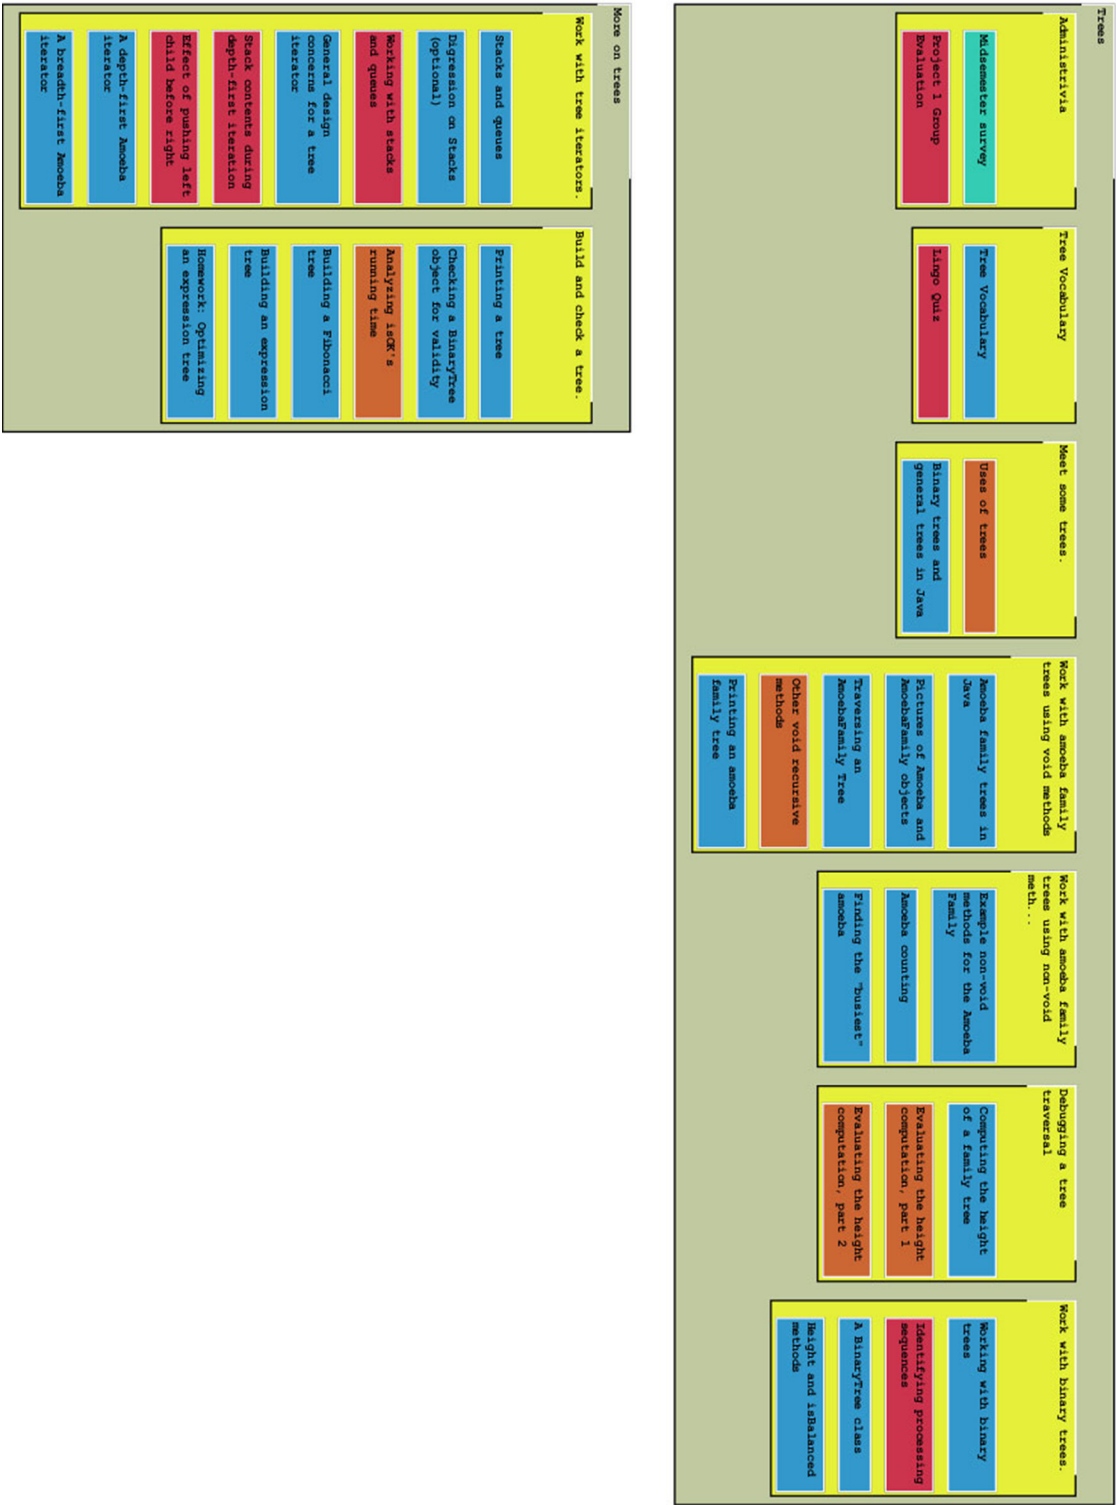 Trees
Administrivia
Midsemester survey
Project 1 Group
Evaluation
Tree Vocabulary
Tree Vocabulary
Lingo Quiz
Meet some trees.
Uses of trees
Binary trees and
general trees in Java
Work with amoeba family
trees using void methods
Amoeba family trees in
Java
Pictures of Amoeba and
AmoebaFamily objects
Traversing an
AmoebaFamily Tree
Other void recursive
methods
Printing an amoeba
family tree
Work with amoeba family
trees using non-void
meth...
Example non-void
methods for the Amoeba
Family
Amoeba counting
Finding the "busiest"
amoeba
Debugging a tree
traversal
Computing the height
of a family tree
Evaluating the height
computation, part 1
Evaluating the height
computation, part 2
Work with binary trees.
Working with binary
trees
Identifying processing
sequences
A BinaryTree class
Height and isBalanced
methods
More on trees
Work with tree iterators.
Stacks and queues
Digression on Stacks
(optional)
Working with stacks
and queues
General design
concerns for a tree
iterator
Stack contents during
depth-first iteration
Effect of pushing left
child before right
A depth-first Amoeba
iterator
A breadth-first Amoeba
iterator
Build and check a tree.
Printing a tree
Checking a BinaryTree
object for validity
Analyzing isOK's
running time
Building a Fibonacci
tree
Building an expression
tree
Homework: Optimizing
an expression tree